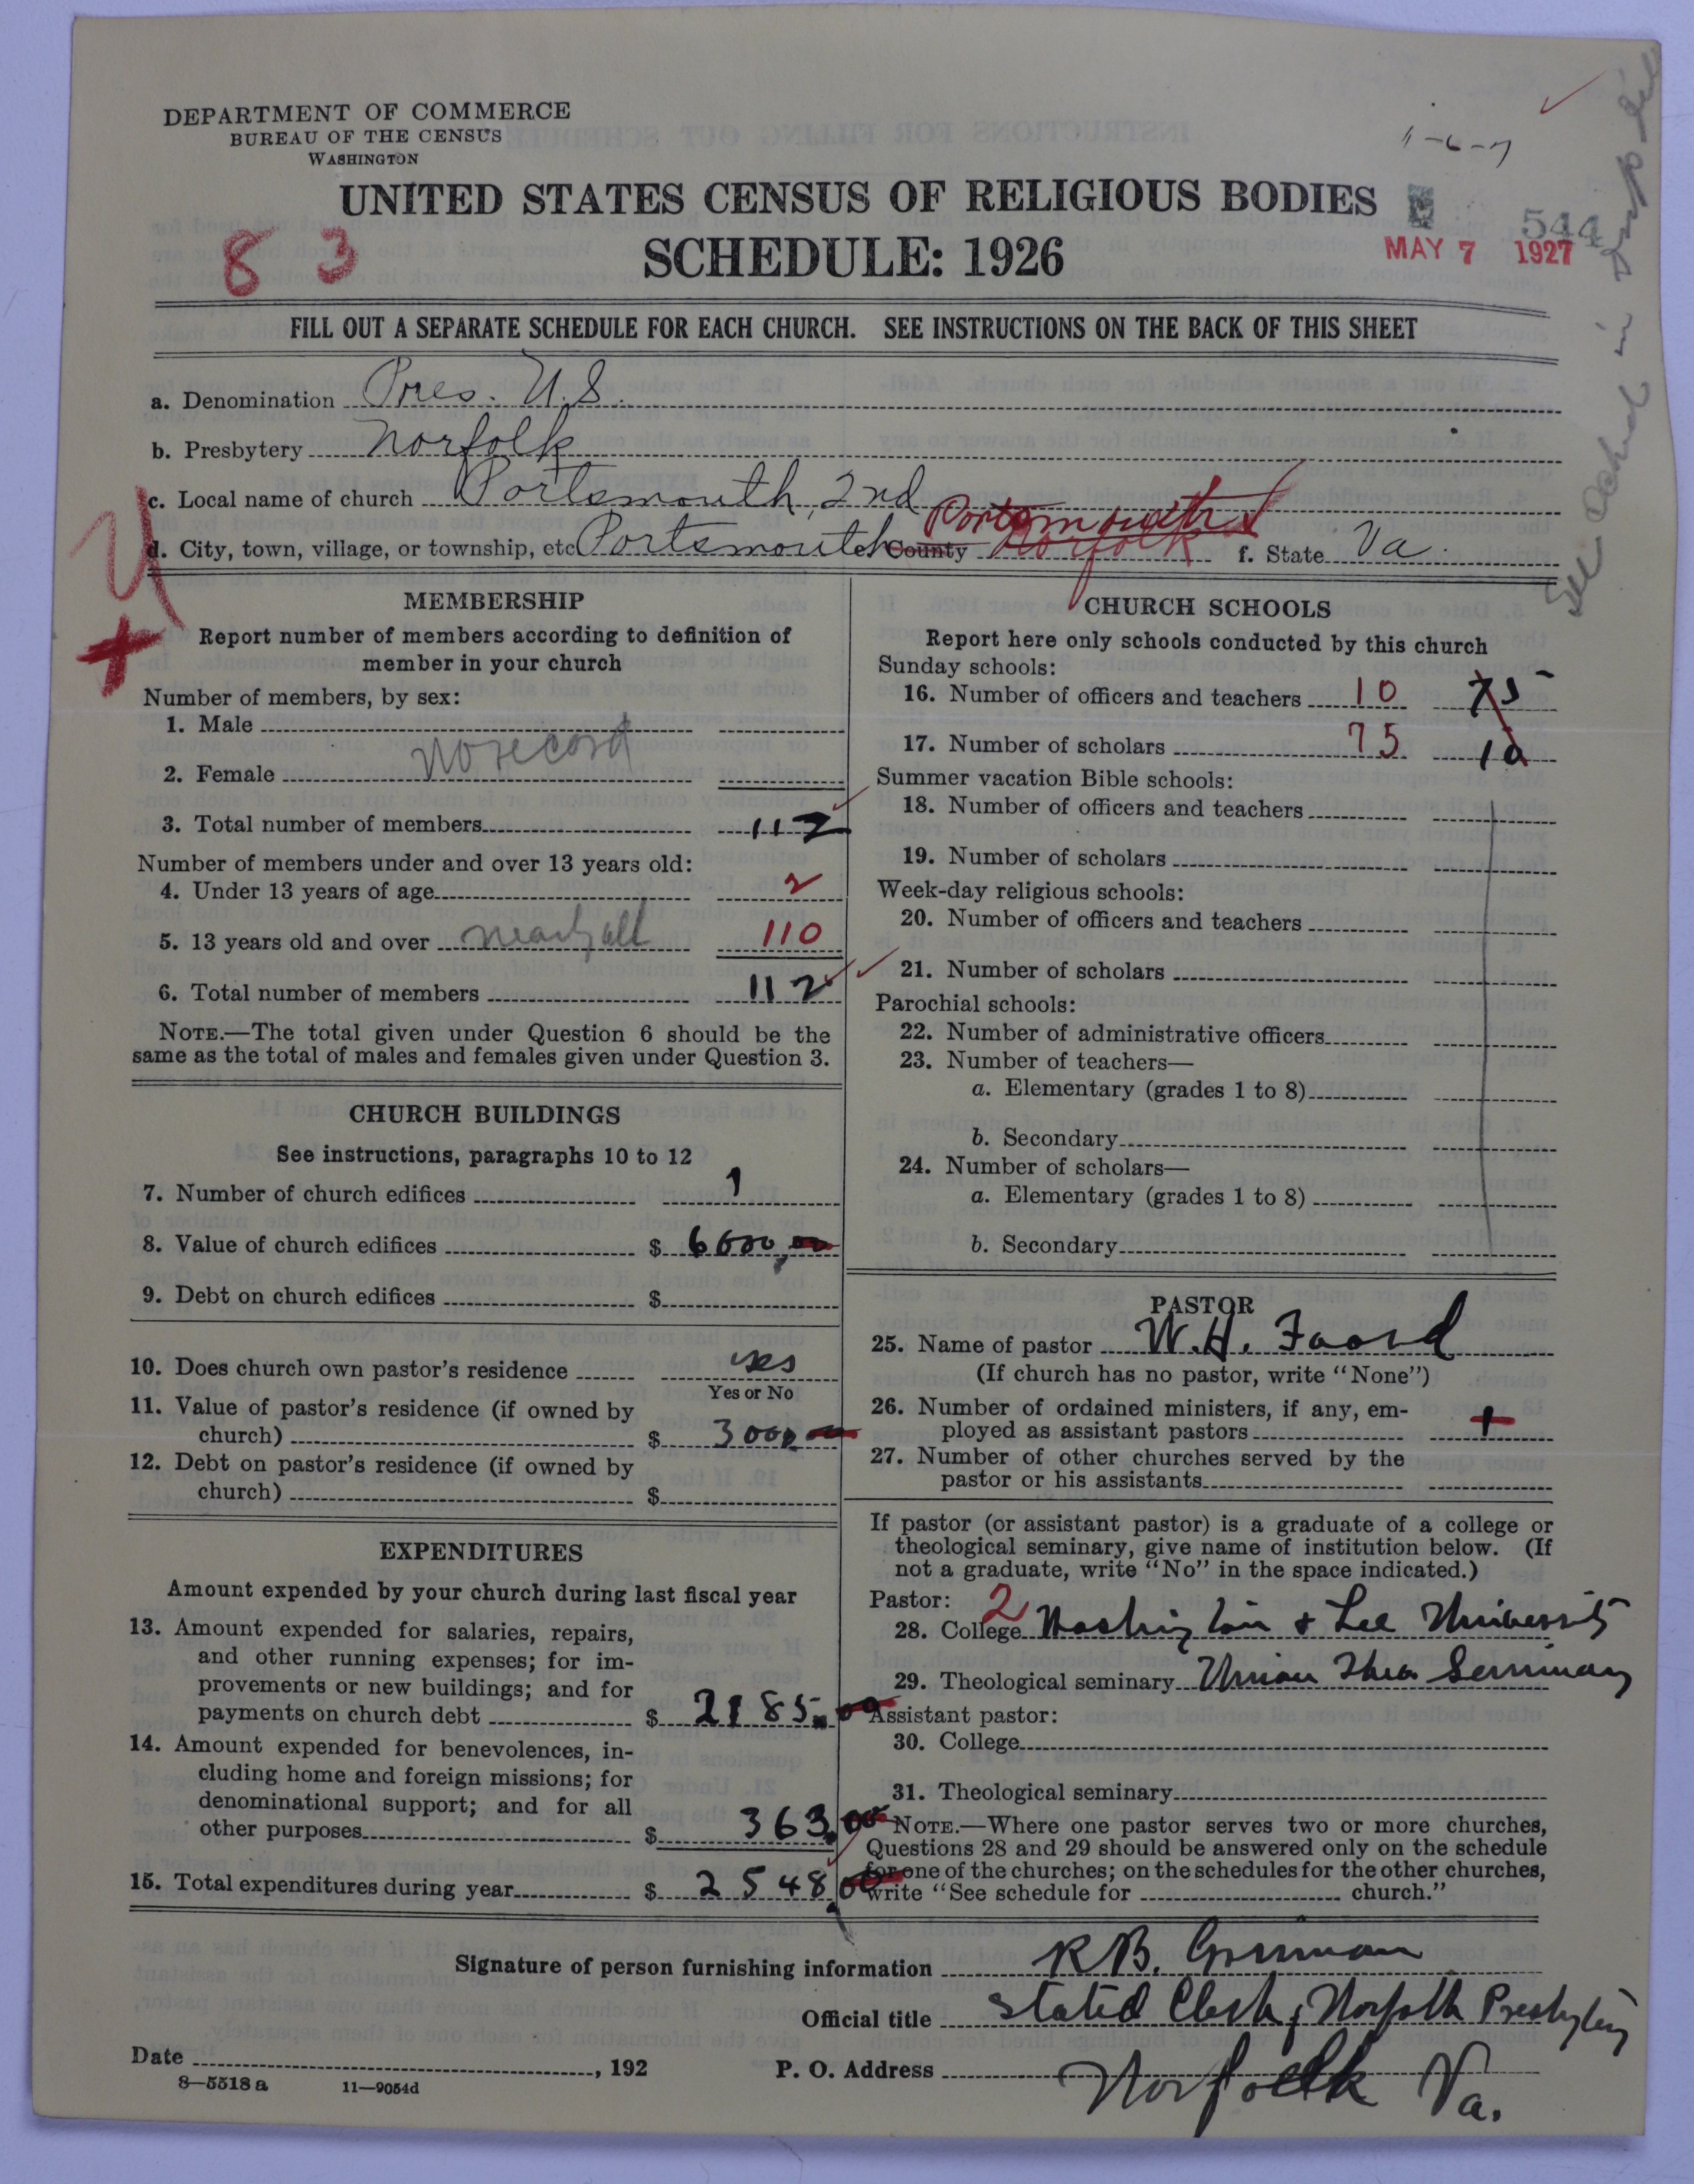 DEPARTMENT OF COMMERCE
BUREAU OF THE CENSUS
WASHINGTON
UNITED STATES CENSUS OF RELIGIOUS BODIES
SCHEDULE: 1926
8 3
544
MAY 7 1927
FILL OUT A SEPARATE SCHEDULE FOR EACH CHURCH. SEE INSTRUCTIONS ON THE BACK OF THIS SHEET
a. Denomination Pres. U.S.
b. Presbytery Norfolk
c. Local name of church Portsmouth, 2nd
Portsmouth
d. City, town, village, or township, etc Portsmouth e. County Norfolk f. State Va.
MEMBERSHIP
Report number of members according to definition of
member in your church
Number of members, by sex:
1. Male
no record
2. Female
3. Total number of members 112
Number of members under and over 13 years old:
4. Under 13 years of age 2
5. 13 years old and over nearly all 110
6. Total number of members 112
NOTE.—The total given under Question 6 should be the
same as the total of males and females given under Question 3.
CHURCH BUILDINGS
See instructions, paragraphs 10 to 12
7. Number of church edifices 1
8. Value of church edifices $ 6000,00
9. Debt on church edifices $
10. Does church own pastor's residence yes
Yes or No
11. Value of pastor's residence (if owned by
church) $ 3000
12. Debt on pastor's residence (if owned by
church) $
EXPENDITURES
Amount expended by your church during last fiscal year
13. Amount expended for salaries, repairs,
and other running expenses; for im-
provements or new buildings; and for
payments on church debt $ 2185.00
14. Amount expended for benevolences, in-
cluding home and foreign missions; for
denominational support; and for all
other purposes $ 363.00
15. Total expenditures during year $ 2548 00
CHURCH SCHOOLS
Report here only schools conducted by this church
Sunday schools:
16. Number of officers and teachers 10 75
17. Number of scholars 75 10
Summer vacation Bible schools:
18. Number of officers and teachers
19. Number of scholars
Week-day religious schools:
20. Number of officers and teachers
21. Number of scholars
Parochial schools:
22. Number of administrative officers
23. Number of teachers—
a. Elementary (grades 1 to 8)
b. Secondary
24. Number of scholars—
a. Elementary (grades 1 to 8)
b. Secondary
PASTOR
25. Name of pastor W. H. Foord
(If church has no pastor, write "None")
26. Number of ordained ministers, if any, em-
ployed as assistant pastors 1
27. Number of other churches served by the
pastor or his assistants
If pastor (or assistant pastor) is a graduate of a college or
theological seminary, give name of institution below. (If
not a graduate, write "No" in the space indicated.)
Pastor: 2
28. College Washington & Lee University
29. Theological seminary Union Theo Seminary
Assistant pastor:
30. College
31. Theological seminary
NOTE.—Where one pastor serves two or more churches,
Questions 28 and 29 should be answered only on the schedule
for one of the churches; on the schedules for the other churches,
write "See schedule for church."
Signature of person furnishing information R B. Grinnan
Official title Stated Clerk, Norfolk Presbytery
Date , 192 P. O. Address Norfolk Va.
8—5518 a 11—9054d